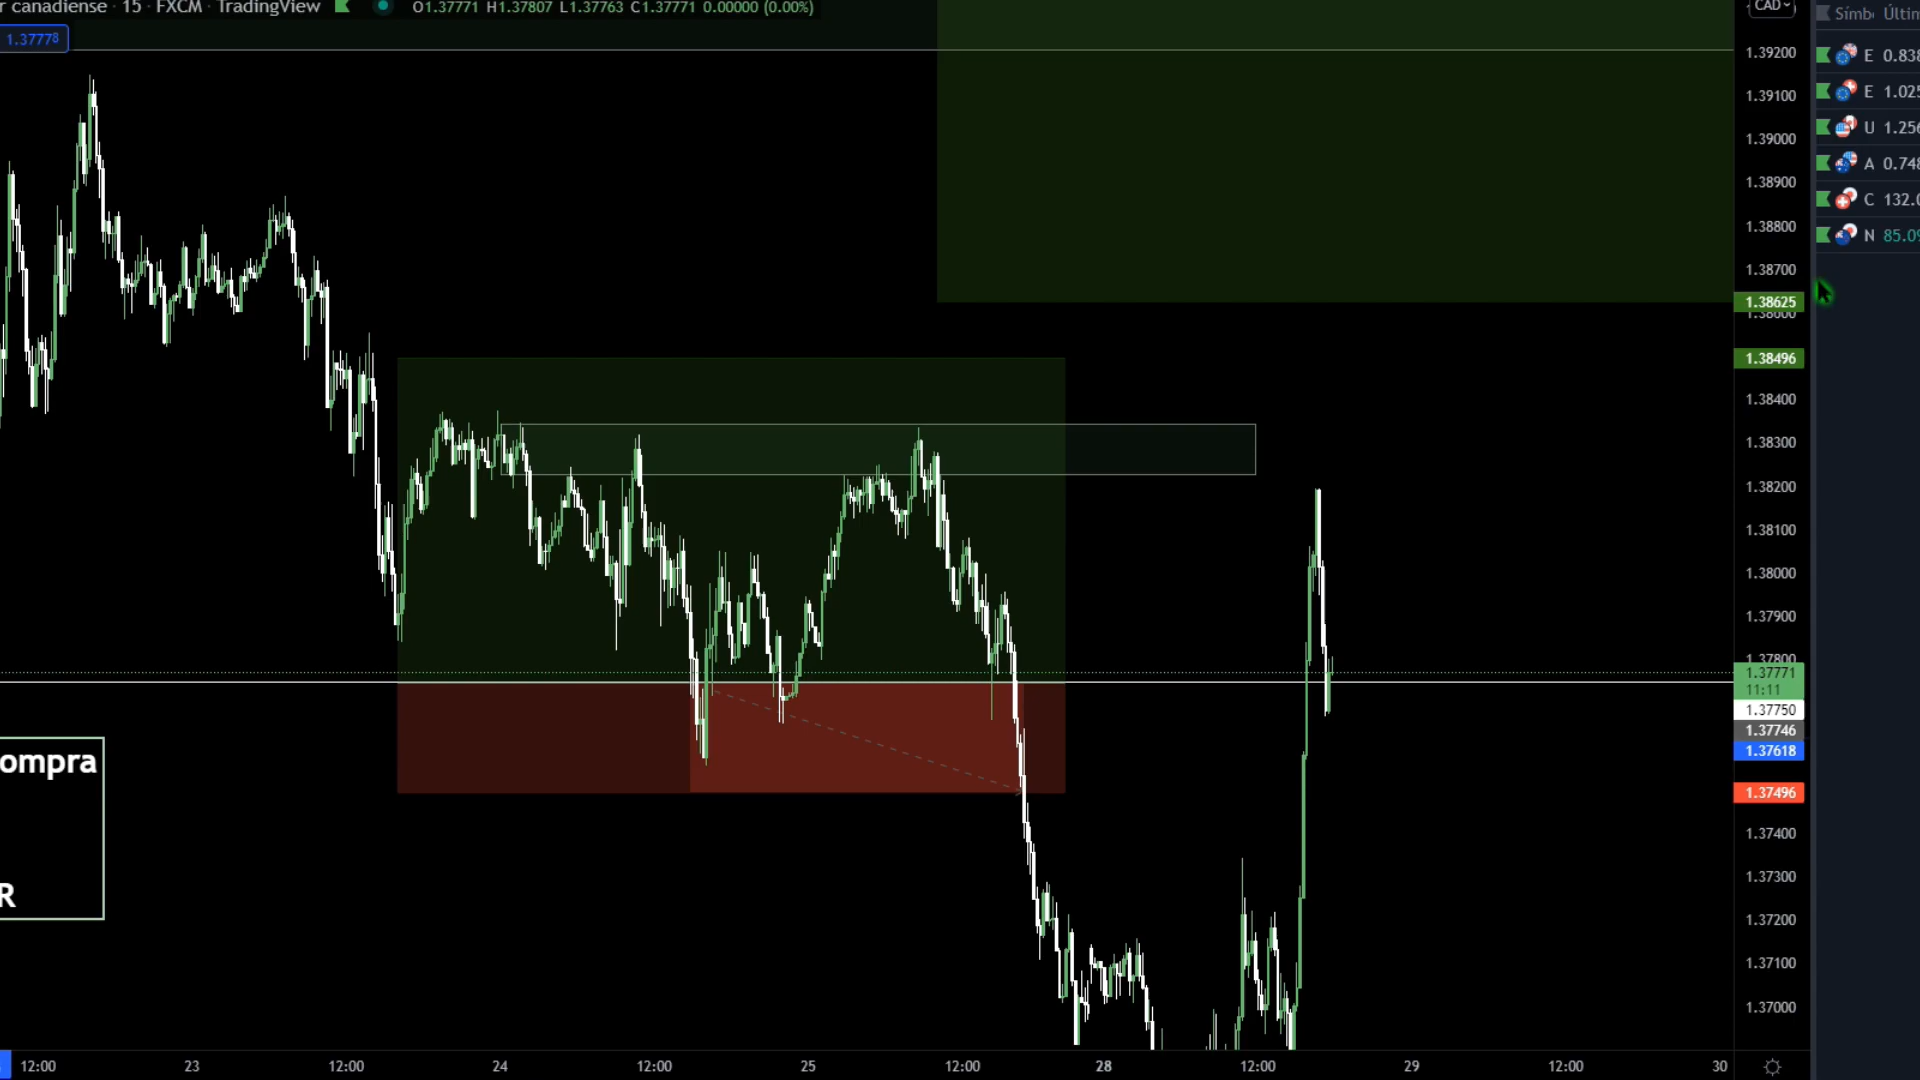 r canadiense · 15 · FXCM · TradingView O1.37771 H1.37807 L1.37763 C1.37771 0.00000 (0.00%)
1.37778
CAD
Símb Últim
1.39200
1.39100
1.39000
1.38900
1.38800
1.38700
1.38625
1.38600
1.38496
1.38400
1.38300
1.38200
1.38100
1.38000
1.37900
1.37800
1.37771
11:11
1.37750
1.37746
1.37618
1.37496
1.37400
1.37300
1.37200
1.37100
1.37000
E 0.838
E 1.025
U 1.256
A 0.748
C 132.0
N 85.09
ompra
R
12:00 23 12:00 24 12:00 25 12:00 28 12:00 29 12:00 30